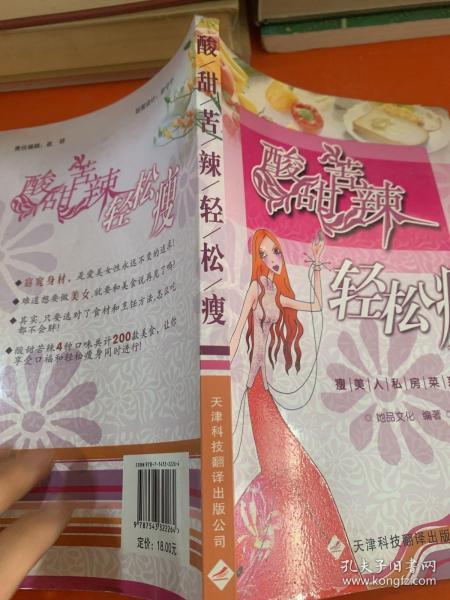 责任编辑：袁 婧
酸甜苦辣
轻松瘦
◆窈窕身材，是爱美女性永远不变的追求！
◆难道想要做美女，就要和美食说再见了吗？
◆其实，只要选对了食材和烹饪方法，怎么吃
都不会胖！
◆酸甜苦辣4种口味共计200款美食，让你
享受口福和轻松瘦身同时进行！
ISBN 978-7-5433-2226-4
9787543322264
定价：18.00元
酸/甜/苦/辣/轻/松/瘦
天津科技翻译出版公司
酸甜苦辣
轻松瘦
瘦|美|人|私|房|菜
◎她品文化 编著
天津科技翻译出版
孔夫子旧书网
www.kongfz.com